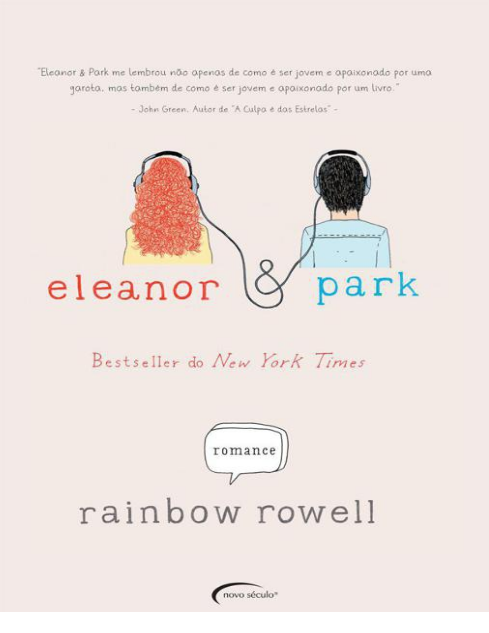 "Eleanor & Park me lembrou não apenas de como é ser jovem e apaixonado por uma
garota, mas também de como é ser jovem e apaixonado por um livro."
- John Green, Autor de "A Culpa é das Estrelas" -
eleanor & park
Bestseller do New York Times
romance
rainbow rowell
novo século®